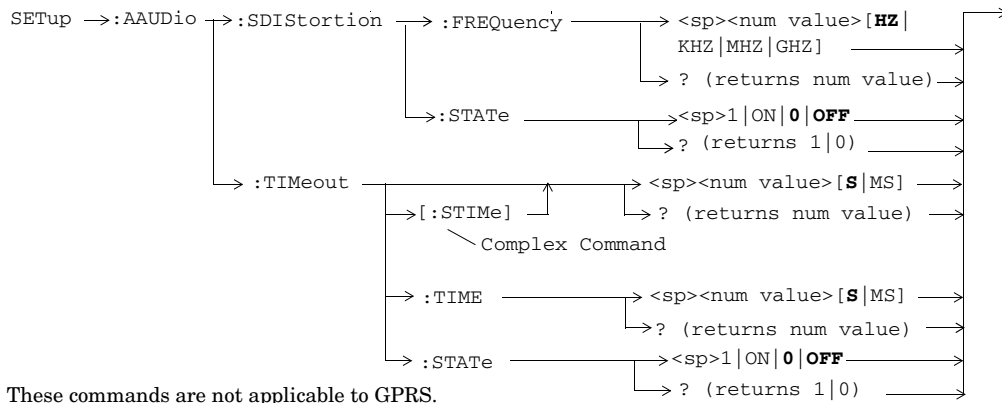 SETup :AAUDio :SDIStortion :FREQuency <sp><num value>[HZ|
KHZ|MHZ|GHZ]
? (returns num value)
:STATe <sp>1|ON|0|OFF
? (returns 1|0)
:TIMeout <sp><num value>[S|MS]
[:STIMe] ? (returns num value)
Complex Command
:TIME <sp><num value>[S|MS]
? (returns num value)
:STATe <sp>1|ON|0|OFF
? (returns 1|0)
These commands are not applicable to GPRS.